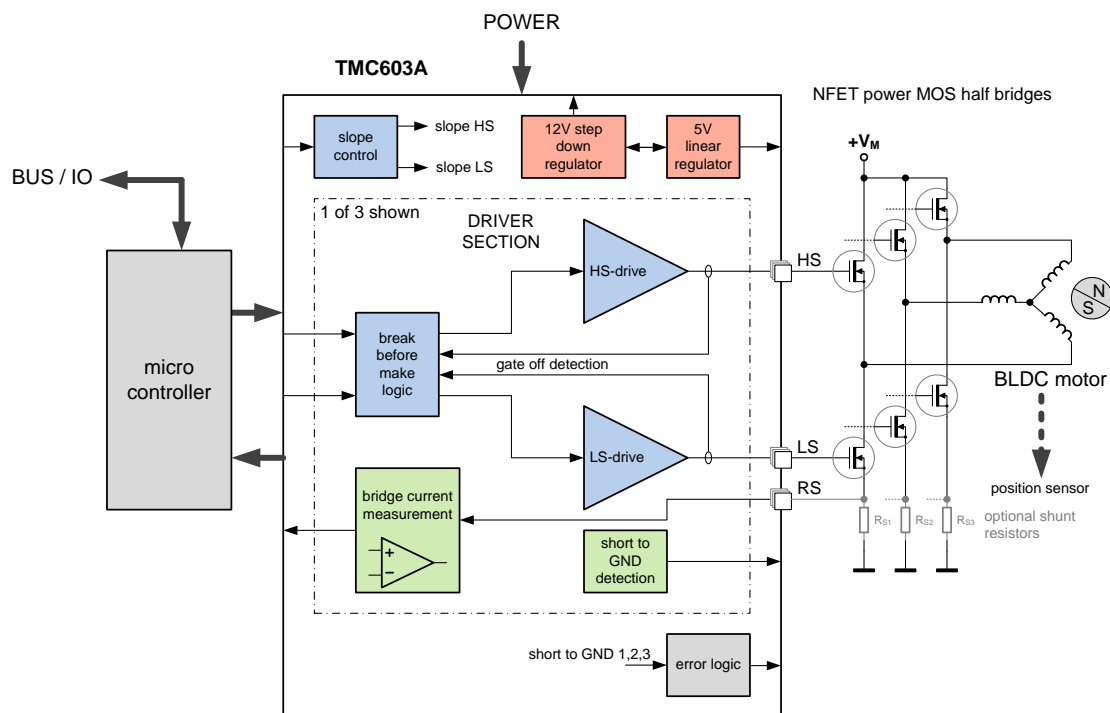 POWER
TMC603A
NFET power MOS half bridges
slope
control
slope HS
slope LS
12V step
down
regulator
5V
linear
regulator
+VM
BUS / IO
1 of 3 shown
DRIVER
SECTION
HS-drive
HS
N
S
break
before
make
logic
gate off detection
micro
controller
BLDC motor
LS-drive
LS
RS
position sensor
bridge current
measurement
+
−
short to
GND
detection
RS1
RS2
RS3
optional shunt
resistors
short to GND 1,2,3
error logic